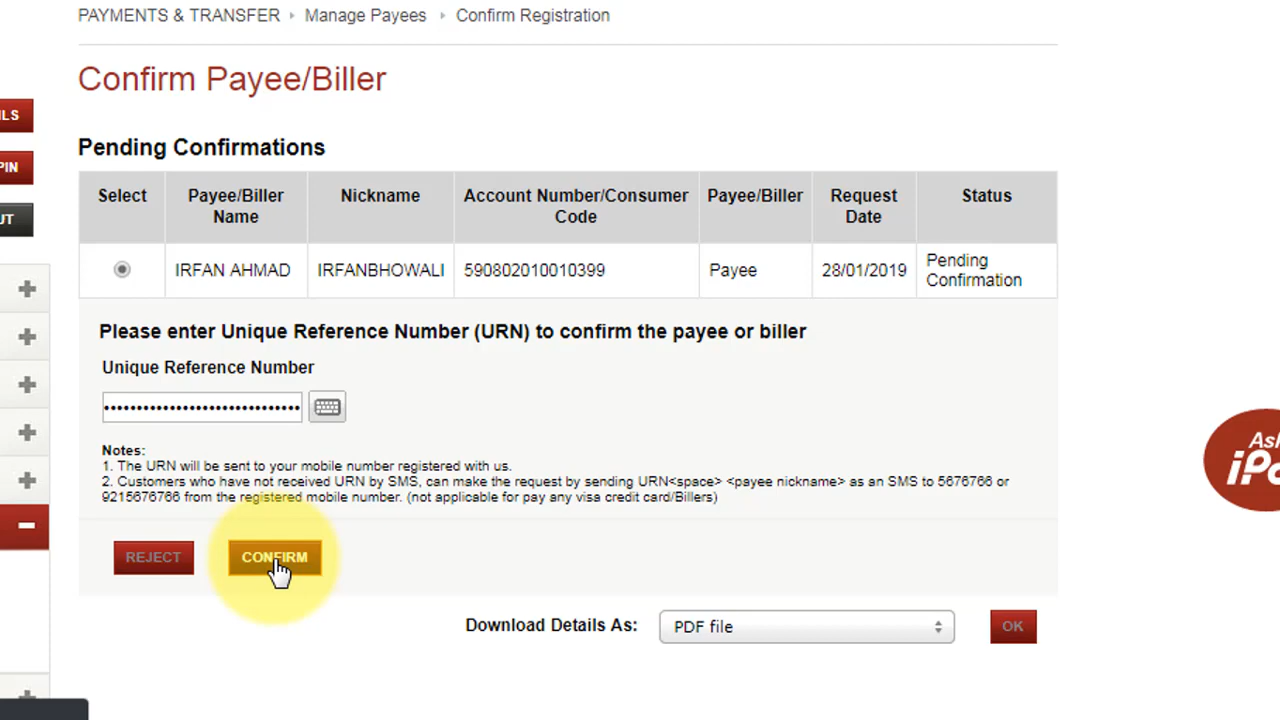 PAYMENTS & TRANSFER Manage Payees Confirm Registration
Confirm Payee/Biller
LS
PIN
UT
Pending Confirmations
Select Payee/Biller Name Nickname Account Number/Consumer Code Payee/Biller Request Date Status
IRFAN AHMAD IRFANBHOWALI 590802010010399 Payee 28/01/2019 Pending Confirmation
Please enter Unique Reference Number (URN) to confirm the payee or biller
Unique Reference Number
Notes:
1. The URN will be sent to your mobile number registered with us.
2. Customers who have not received URN by SMS, can make the request by sending URN<space> <payee nickname> as an SMS to 5676766 or
9215676766 from the registered mobile number. (not applicable for pay any visa credit card/Billers)
REJECT CONFIRM
Download Details As: PDF file OK